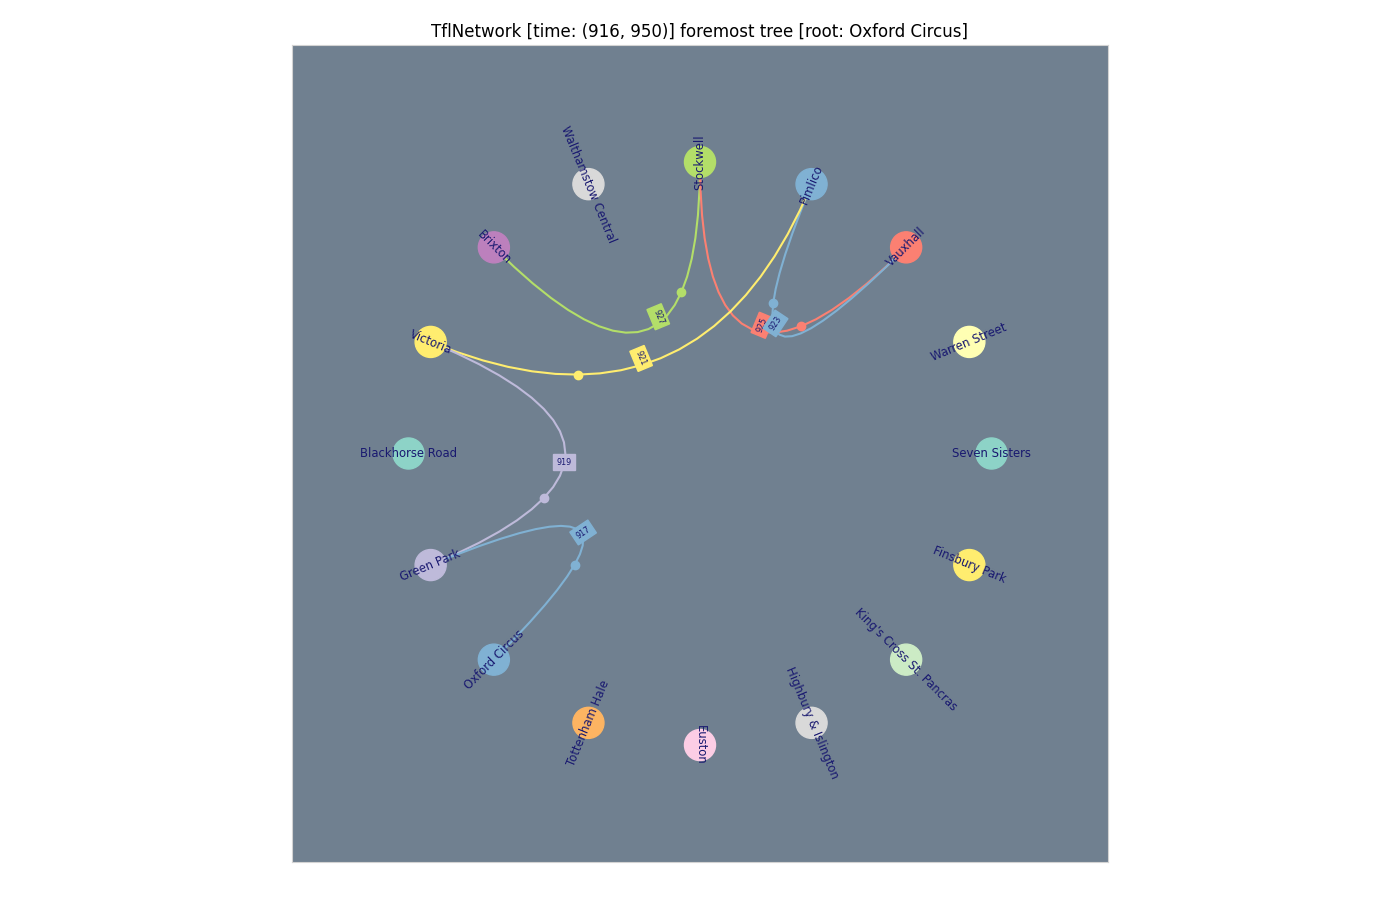 TflNetwork [time: (916, 950)] foremost tree [root: Oxford Circus]
Stockwell
Walthamstow Central
Pimlico
Brixton
Vauxhall
927
925
923
Victoria
921
Warren Street
Blackhorse Road
Seven Sisters
919
917
Green Park
Finsbury Park
Oxford Circus
King's Cross St. Pancras
Tottenham Hale
Highbury & Islington
Euston